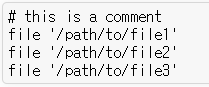 # this is a comment
file '/path/to/file1'
file '/path/to/file2'
file '/path/to/file3'